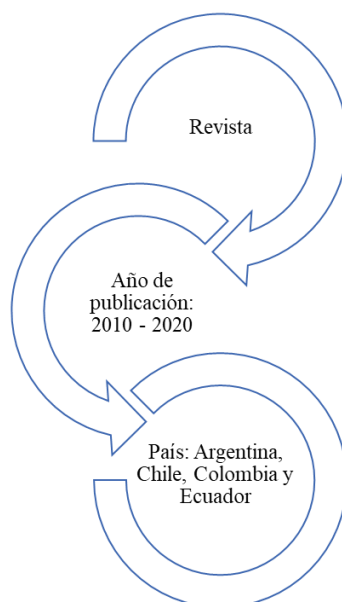 Revista
Año de
publicación:
2010 - 2020
País: Argentina,
Chile, Colombia y
Ecuador